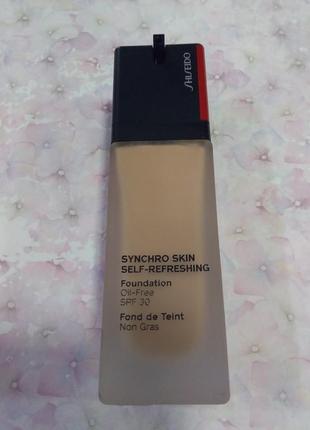 SHISEIDO
SYNCHRO SKIN
SELF-REFRESHING
Foundation
Oil-Free
SPF 30
Fond de Teint
Non Gras